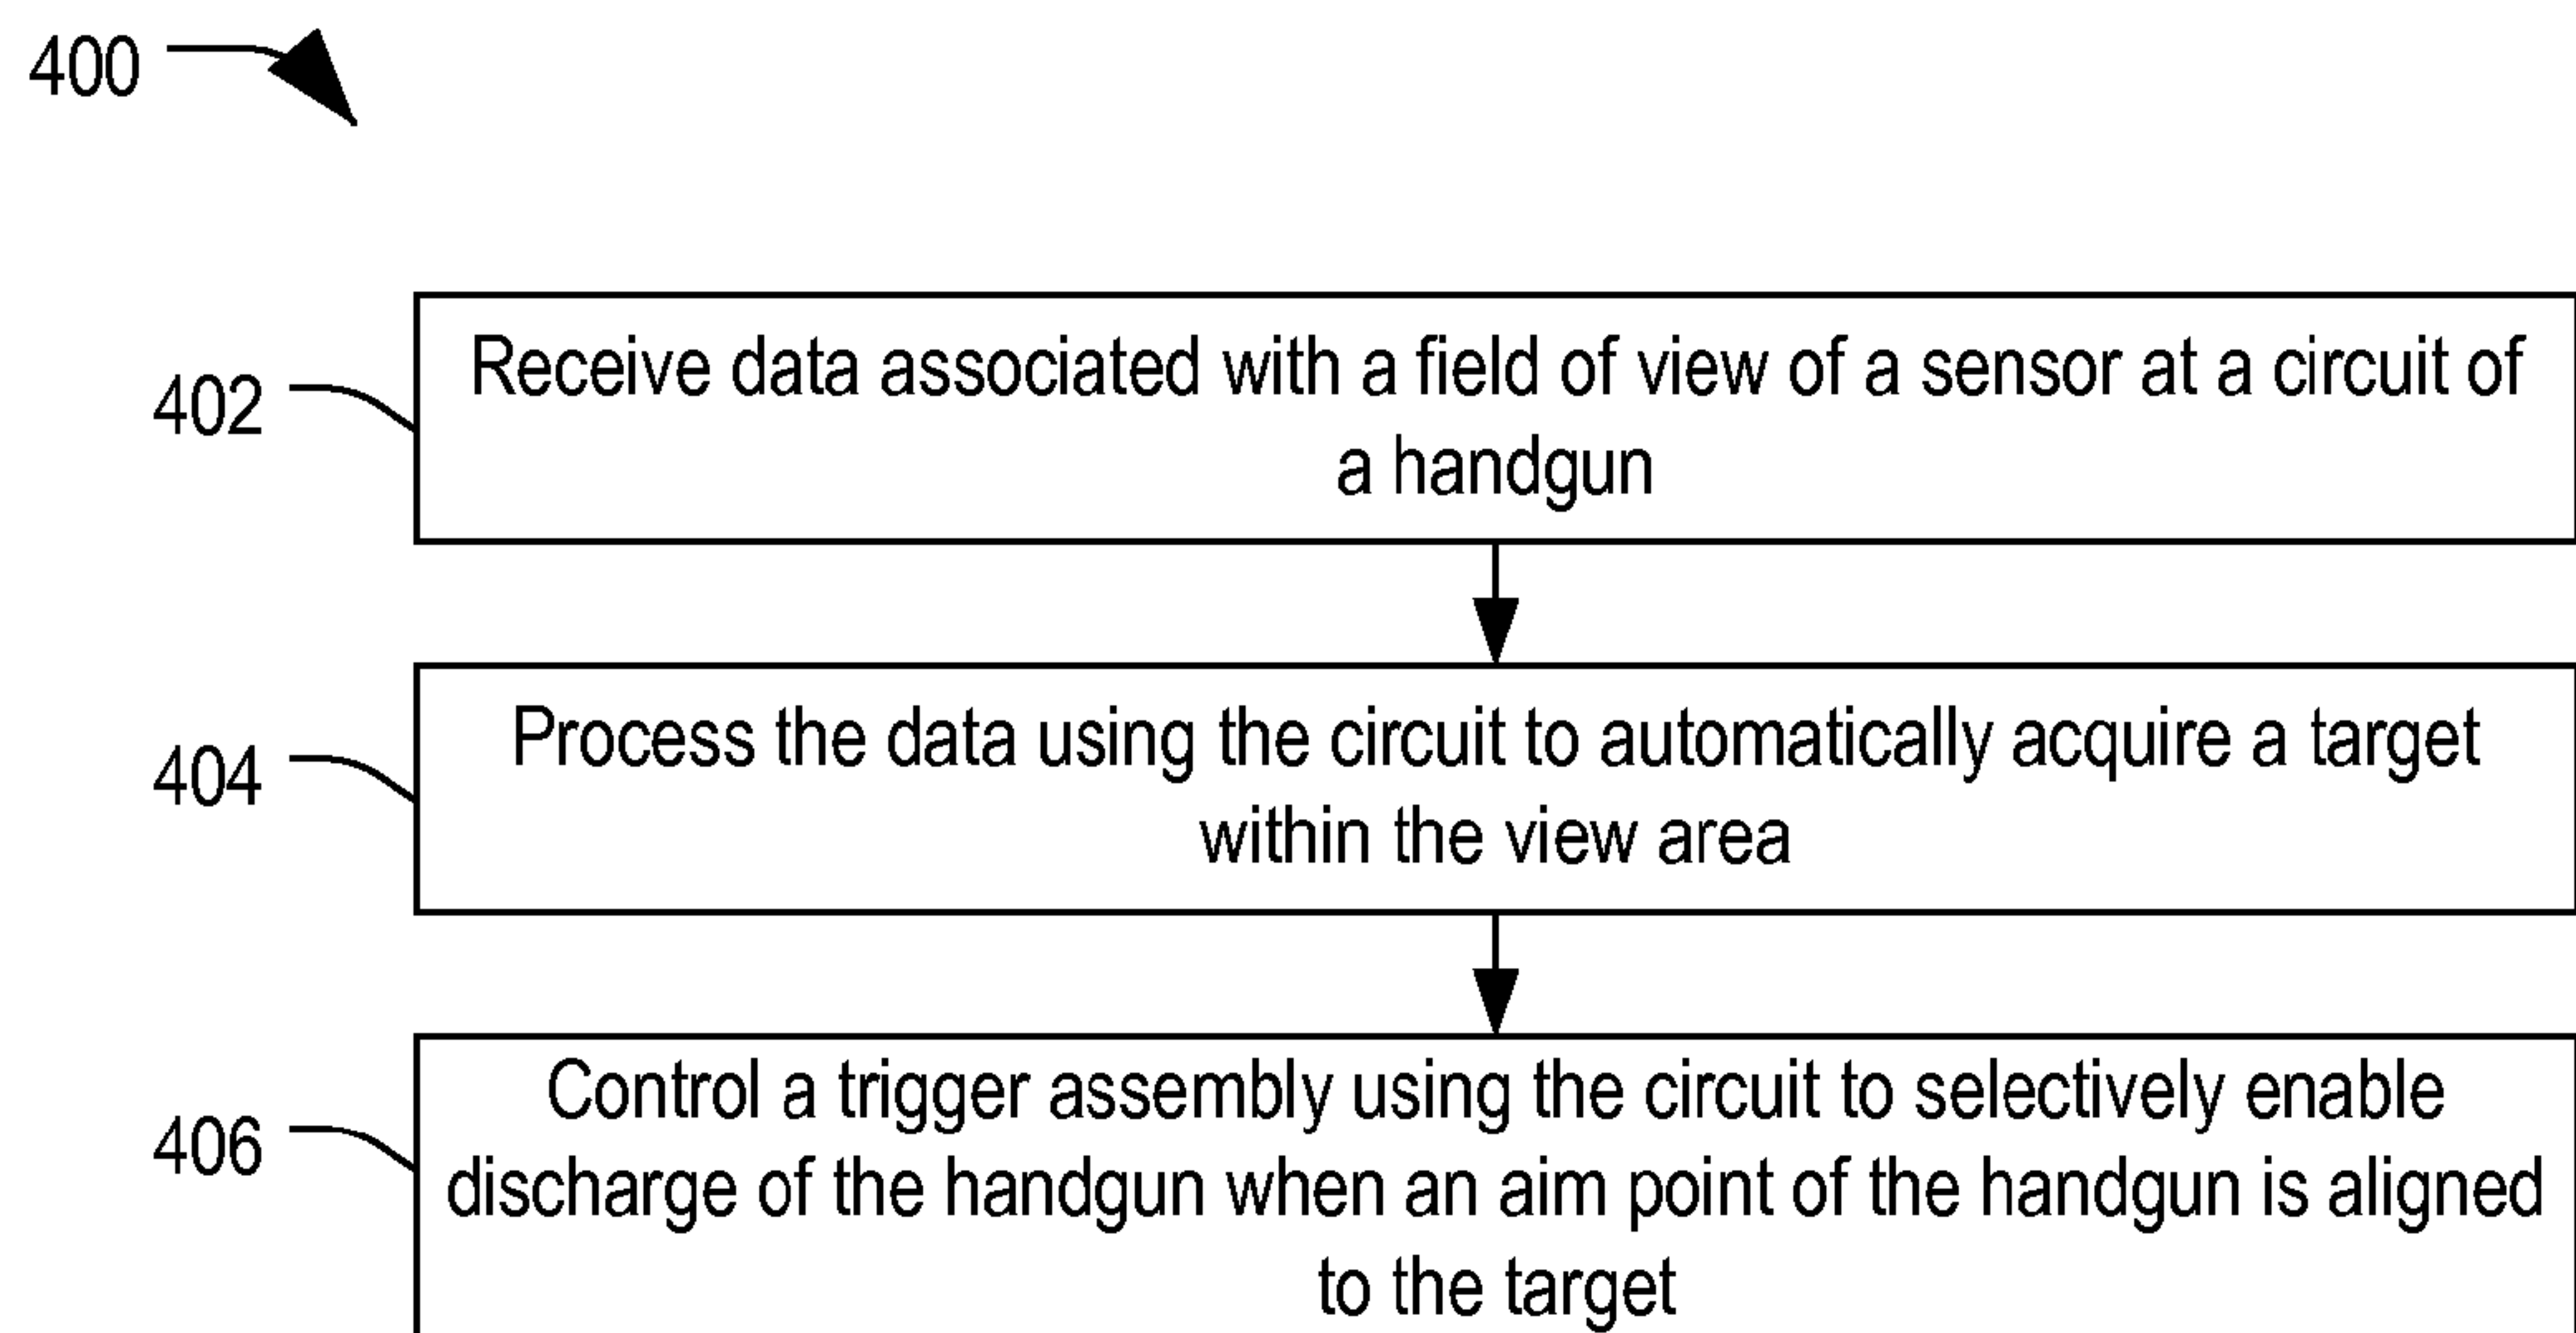 400
402
Receive data associated with a field of view of a sensor at a circuit of
a handgun
404
Process the data using the circuit to automatically acquire a target
within the view area
406
Control a trigger assembly using the circuit to selectively enable
discharge of the handgun when an aim point of the handgun is aligned
to the target